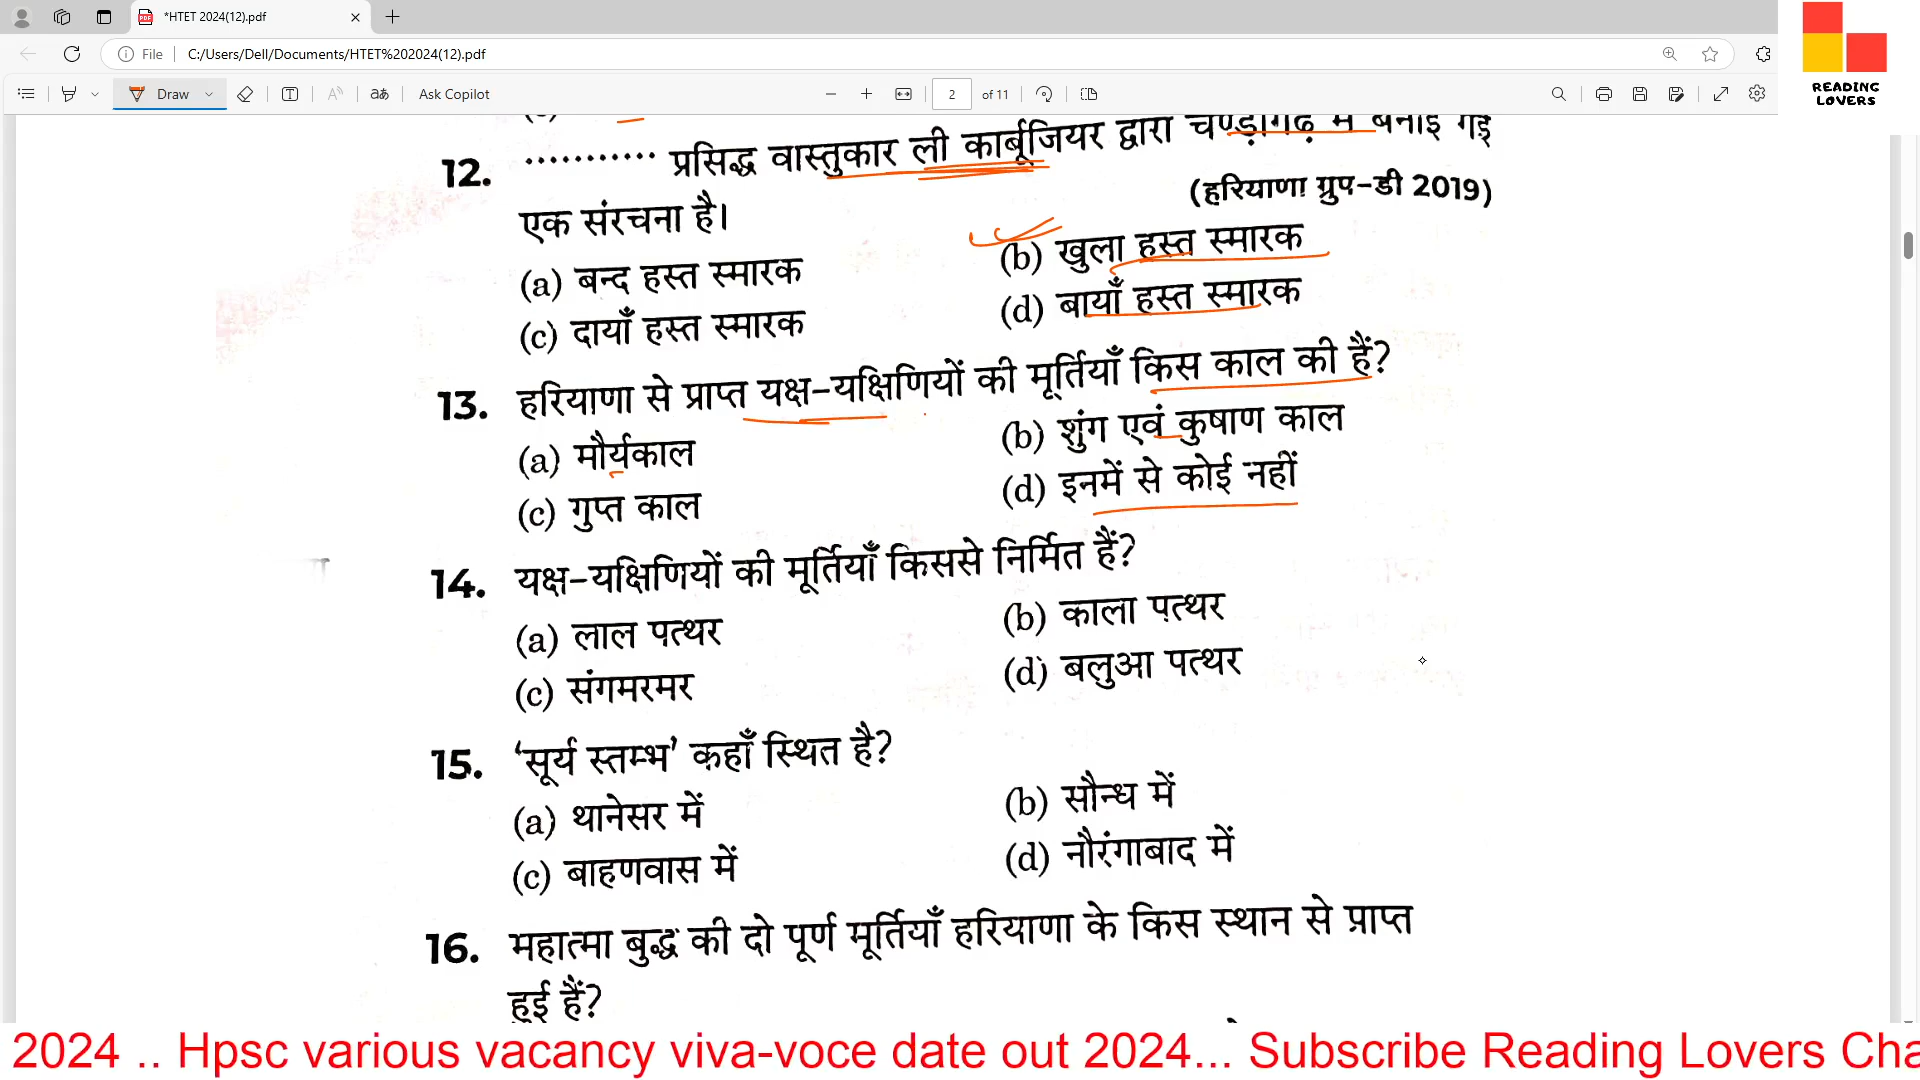 *HTET 2024(12).pdf
File C:/Users/Dell/Documents/HTET%202024(12).pdf
Draw aあ Ask Copilot 2 of 11
READING
LOVERS
12. ........... प्रसिद्ध वास्तुकार ली कार्बूजियर द्वारा चण्डीगढ़ में बनाई गई
एक संरचना है। (हरियाणा ग्रुप-डी 2019)
(a) बन्द हस्त स्मारक (b) खुला हस्त स्मारक
(c) दायाँ हस्त स्मारक (d) बायाँ हस्त स्मारक
13. हरियाणा से प्राप्त यक्ष-यक्षिणियों की मूर्तियाँ किस काल की हैं?
(a) मौर्यकाल (b) शुंग एवं कुषाण काल
(c) गुप्त काल (d) इनमें से कोई नहीं
14. यक्ष-यक्षिणियों की मूर्तियाँ किससे निर्मित हैं?
(a) लाल पत्थर (b) काला पत्थर
(c) संगमरमर (d) बलुआ पत्थर
15. 'सूर्य स्तम्भ' कहाँ स्थित है?
(a) थानेसर में (b) सौन्ध में
(c) बाहणवास में (d) नौरंगाबाद में
16. महात्मा बुद्ध की दो पूर्ण मूर्तियाँ हरियाणा के किस स्थान से प्राप्त
हुई हैं?
2024 .. Hpsc various vacancy viva-voce date out 2024... Subscribe Reading Lovers Cha